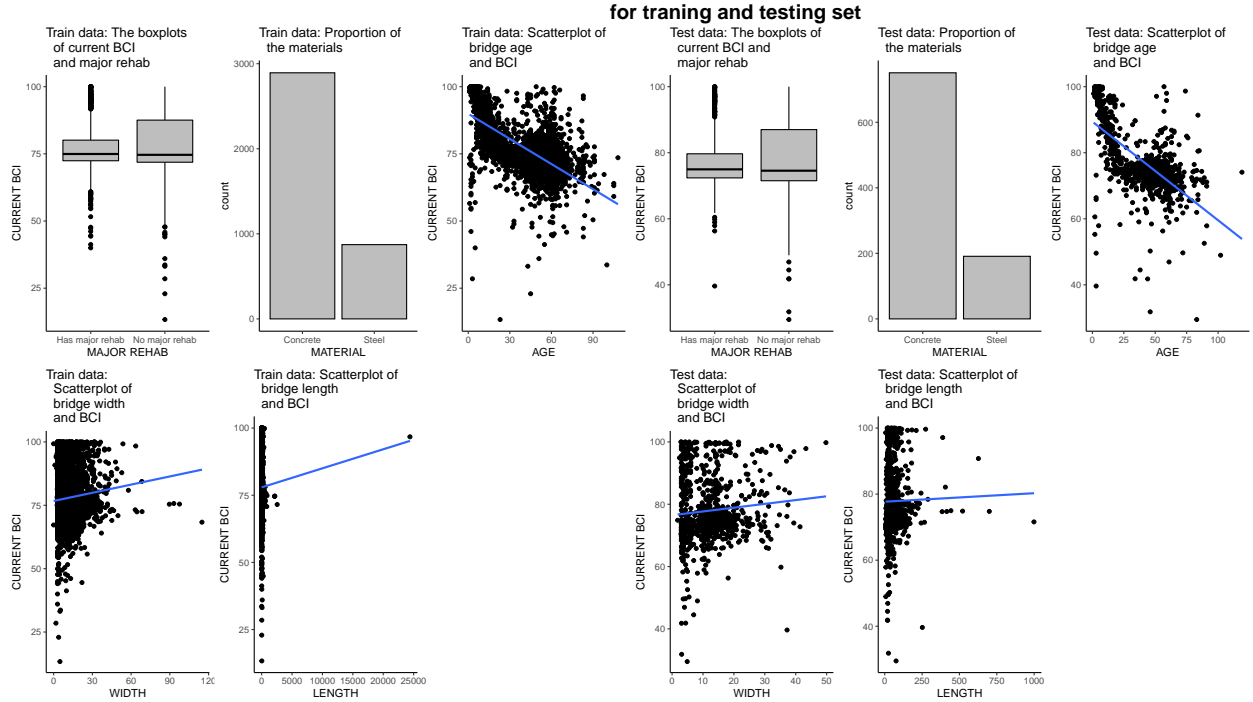 for traning and testing set
Train data: The boxplots
of current BCI
and major rehab
CURRENT BCI
100
75
50
25
Has major rehab No major rehab
MAJOR REHAB
Train data: Proportion of
the materials
count
3000
2000
1000
0
Concrete Steel
MATERIAL
Train data: Scatterplot of
bridge age
and BCI
CURRENT BCI
100
75
50
25
0 30 60 90
AGE
Test data: The boxplots of
current BCI and
major rehab
CURRENT BCI
100
80
60
40
Has major rehab No major rehab
MAJOR REHAB
Test data: Proportion of
the materials
count
600
400
200
0
Concrete Steel
MATERIAL
Test data: Scatterplot of
bridge age
and BCI
CURRENT BCI
100
80
60
40
0 25 50 75 100
AGE
Train data:
Scatterplot of
bridge width
and BCI
CURRENT BCI
100
75
50
25
0 30 60 90 120
WIDTH
Train data: Scatterplot of
bridge length
and BCI
CURRENT BCI
100
75
50
25
0 5000 10000 15000 20000 25000
LENGTH
Test data:
Scatterplot of
bridge width
and BCI
CURRENT BCI
100
80
60
40
0 10 20 30 40 50
WIDTH
Test data: Scatterplot of
bridge length
and BCI
CURRENT BCI
100
80
60
40
0 250 500 750 1000
LENGTH